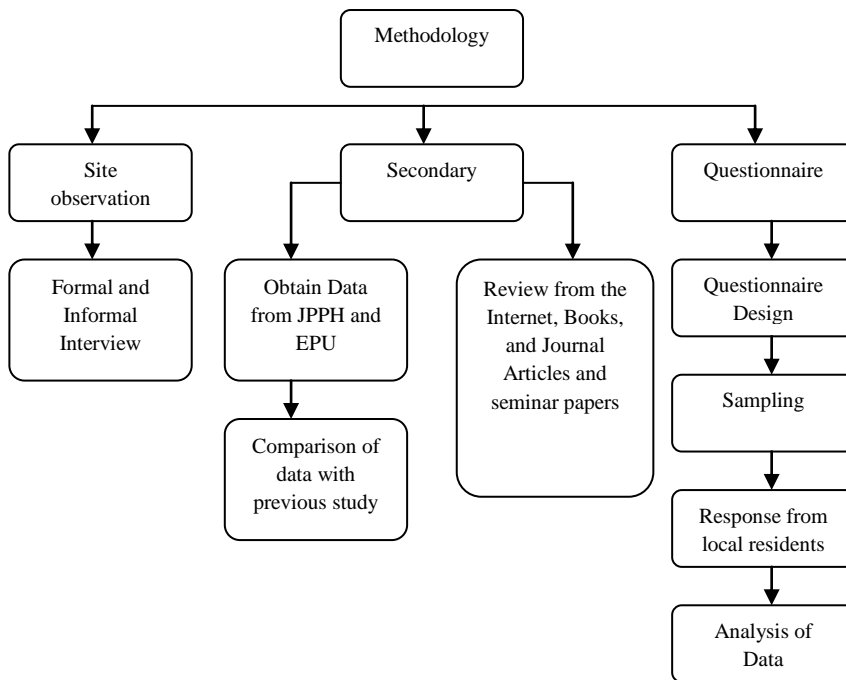 Methodology
Site
observation
Secondary
Questionnaire
Formal and
Informal
Interview
Obtain Data
from JPPH and
EPU
Review from the
Internet, Books,
and Journal
Articles and
seminar papers
Questionnaire
Design
Sampling
Comparison of
data with
previous study
Response from
local residents
Analysis of
Data